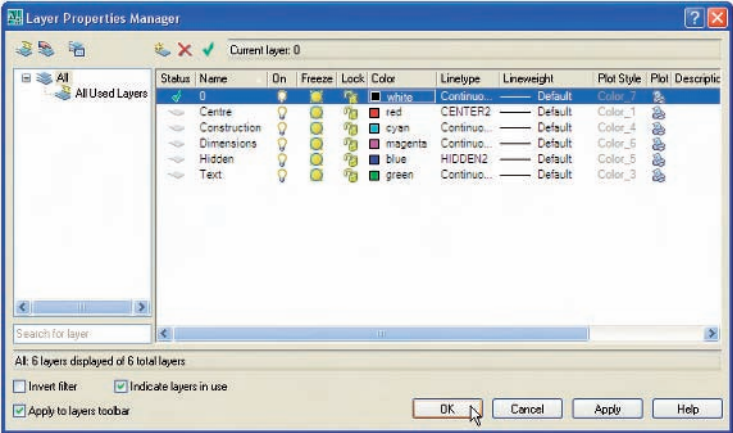 Layer Properties Manager
Current layer: 0
All
All Used Layers
Status Name On Freeze Lock Color Linetype Lineweight Plot Style Plot Descriptic
0 white Continuo... Default Color_7
Centre red CENTER2 Default Color_1
Construction cyan Continuo... Default Color_4
Dimensions magenta Continuo... Default Color_6
Hidden blue HIDDEN2 Default Color_5
Text green Continuo... Default Color_3
Search for layer
All: 6 layers displayed of 6 total layers
Invert filter Indicate layers in use
Apply to layers toolbar OK Cancel Apply Help